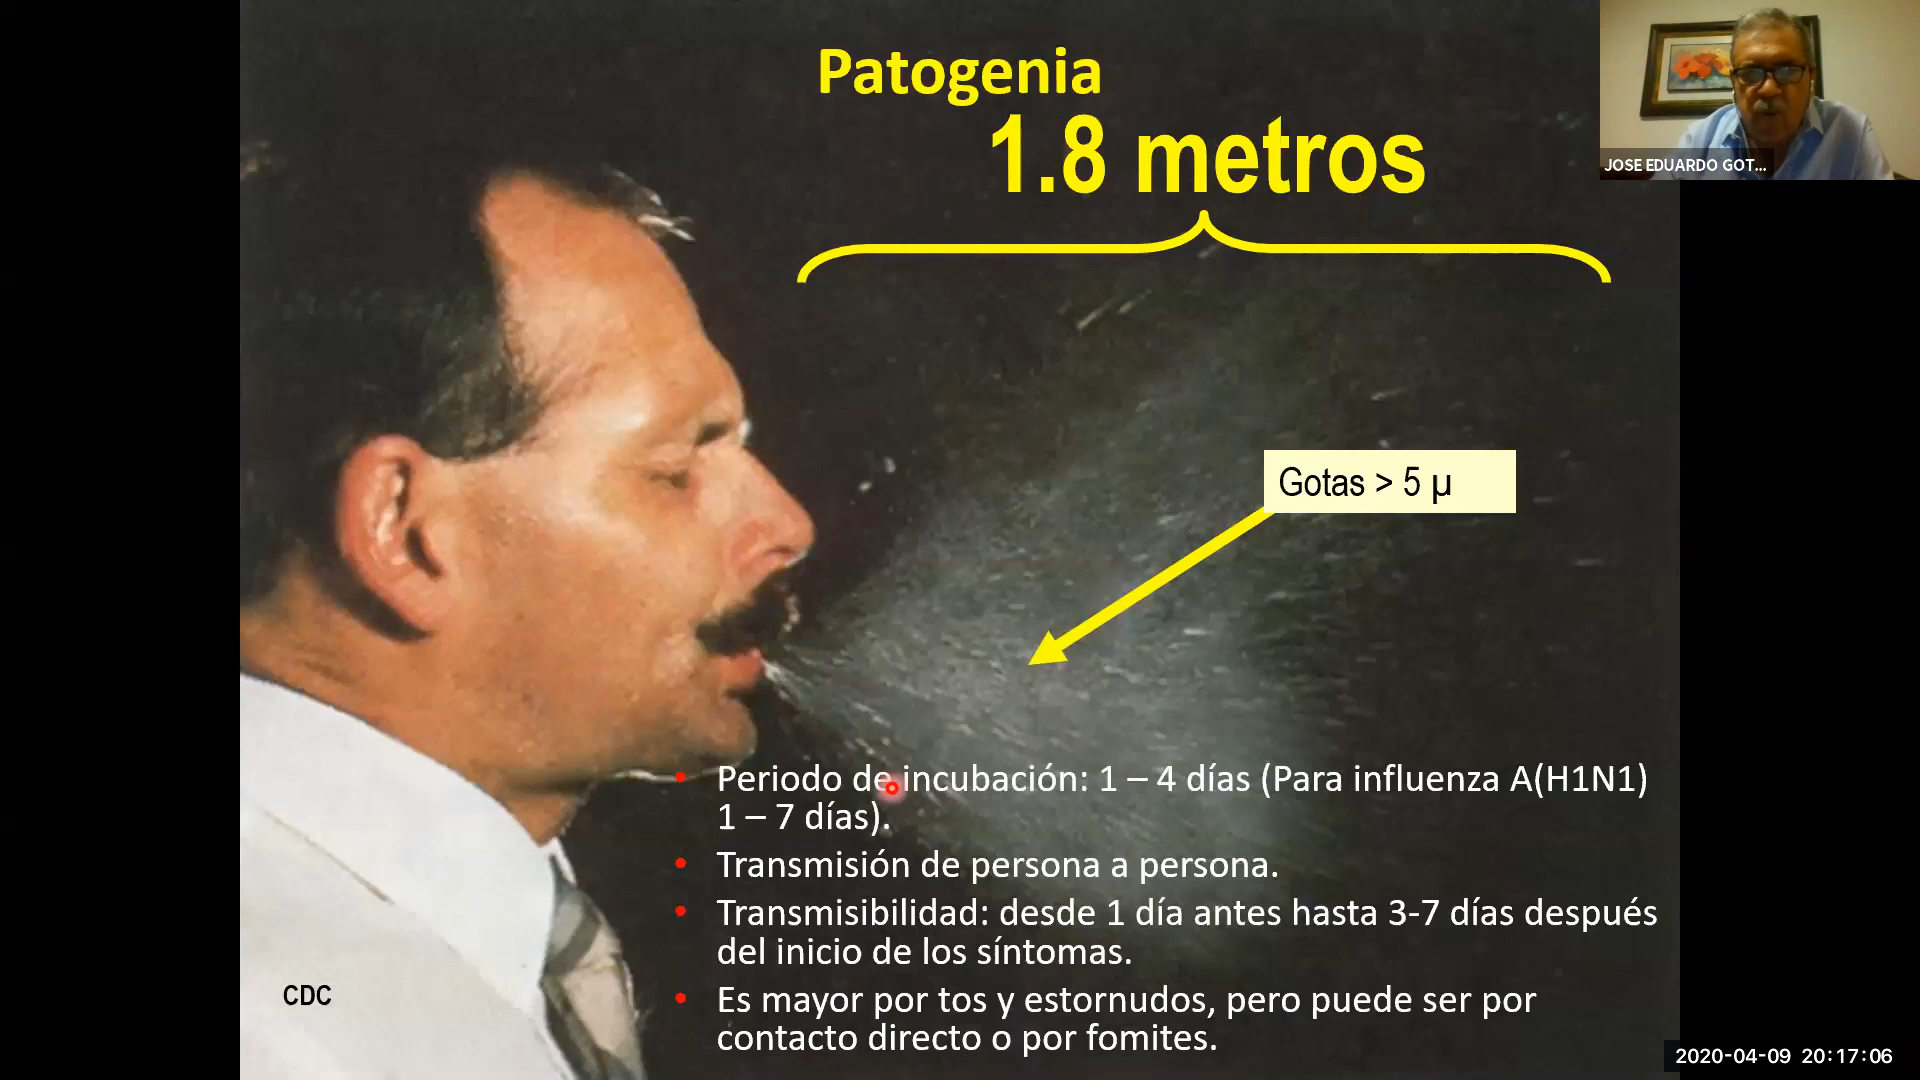 Patogenia
1.8 metros
JOSE EDUARDO GOT...
Gotas > 5 µ
• Periodo de incubación: 1 – 4 días (Para influenza A(H1N1)
1 – 7 días).
• Transmisión de persona a persona.
• Transmisibilidad: desde 1 día antes hasta 3-7 días después
del inicio de los síntomas.
• Es mayor por tos y estornudos, pero puede ser por
contacto directo o por fomites.
CDC
2020-04-09 20:17:06